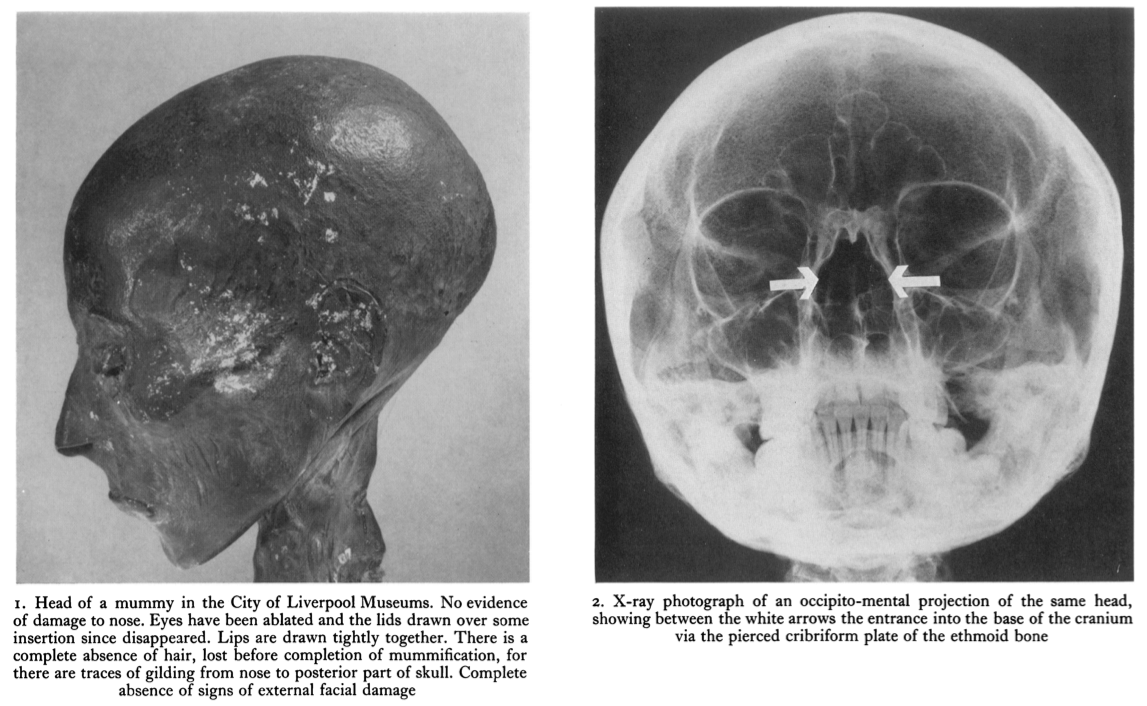 1. Head of a mummy in the City of Liverpool Museums. No evidence
of damage to nose. Eyes have been ablated and the lids drawn over some
insertion since disappeared. Lips are drawn tightly together. There is a
complete absence of hair, lost before completion of mummification, for
there are traces of gilding from nose to posterior part of skull. Complete
absence of signs of external facial damage
2. X-ray photograph of an occipito-mental projection of the same head,
showing between the white arrows the entrance into the base of the cranium
via the pierced cribriform plate of the ethmoid bone